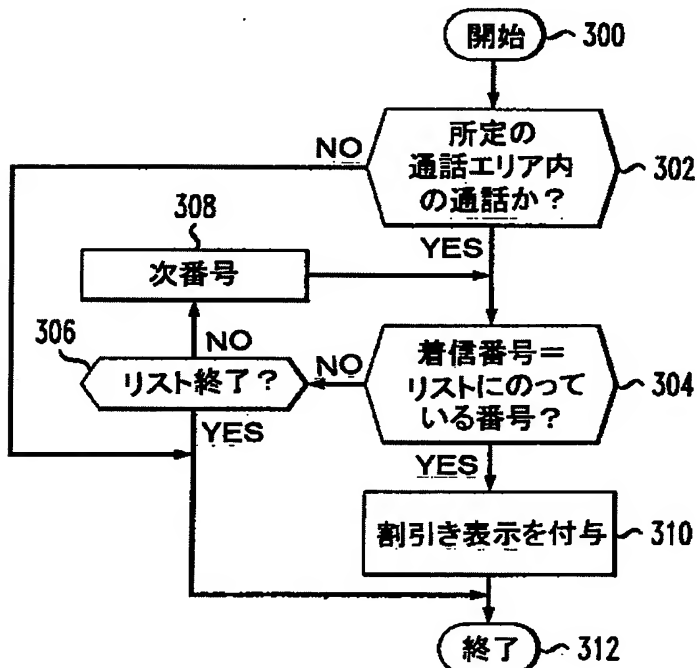 開始
300
所定の
通話エリア内
の通話か？
302
NO
YES
308
次番号
306
リスト終了？
NO
YES
NO
着信番号＝
リストにのって
いる番号？
304
YES
割引き表示を付与
310
終了
312